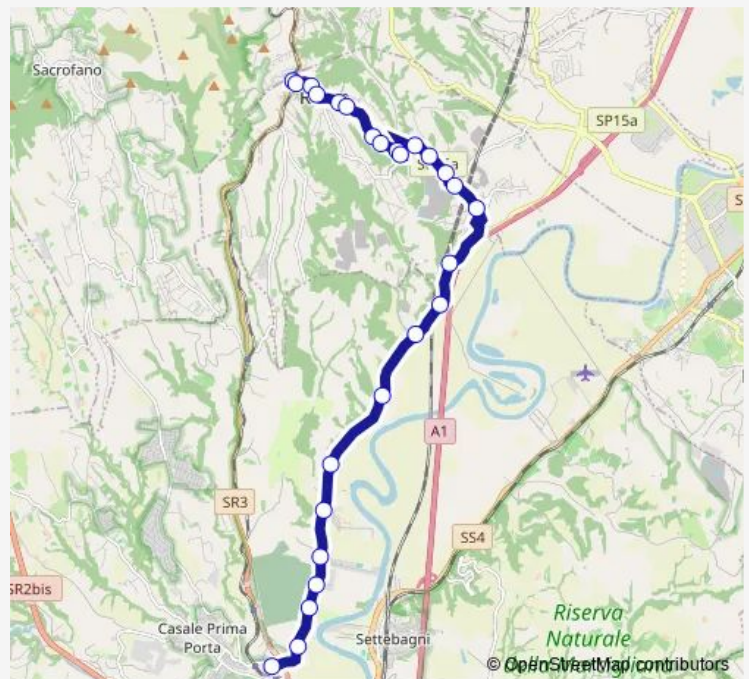 Sacrofano
SP15a
SR3
A1
SS4
SR2bis
Casale Prima
Porta
Settebagni
Riserva
Naturale
© OpenStreetMap contributors